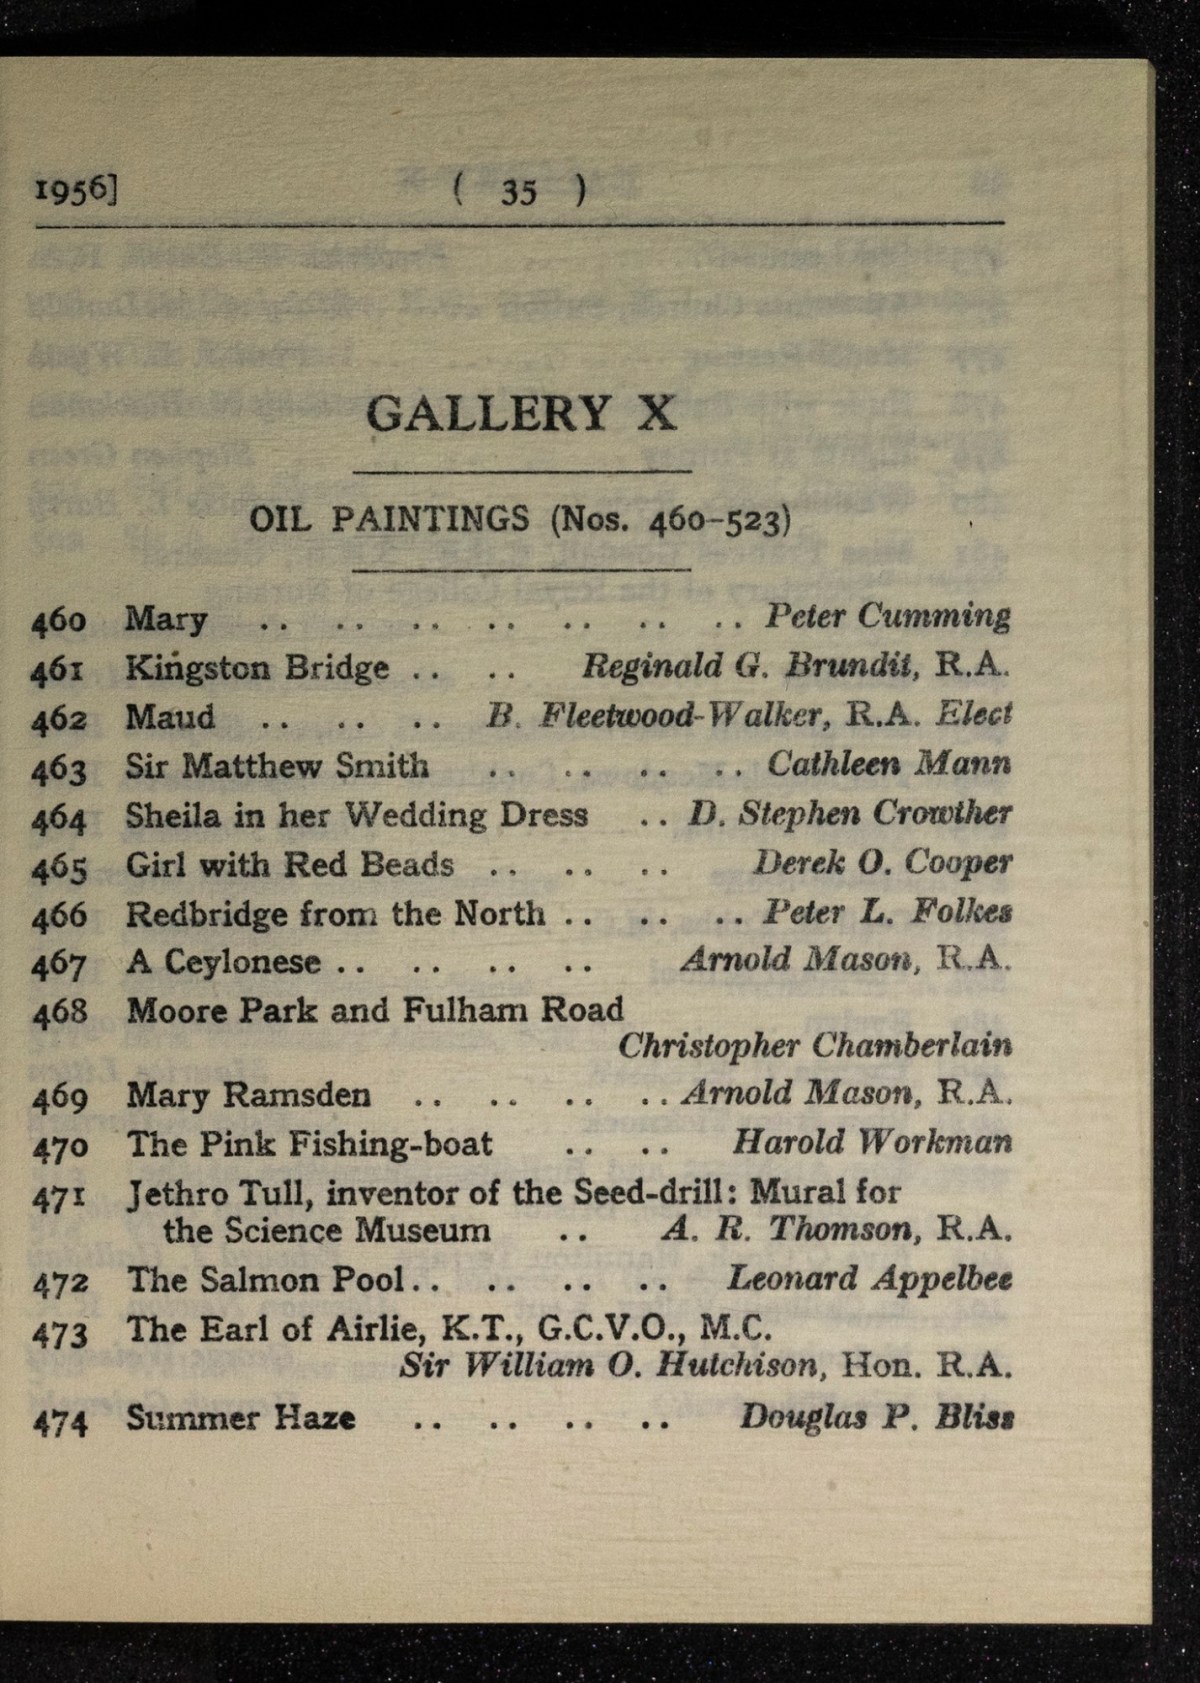 1956] ( 35 )
GALLERY X
OIL PAINTINGS (Nos. 460–523)
460 Mary .. .. .. .. .. .. .. Peter Cumming
461 Kingston Bridge .. .. Reginald G. Brundit, R.A.
462 Maud .. .. .. B. Fleetwood-Walker, R.A. Elect
463 Sir Matthew Smith .. .. .. .. Cathleen Mann
464 Sheila in her Wedding Dress .. D. Stephen Crowther
465 Girl with Red Beads .. .. .. Derek O. Cooper
466 Redbridge from the North .. .. .. Peter L. Folkes
467 A Ceylonese .. .. .. .. Arnold Mason, R.A.
468 Moore Park and Fulham Road
Christopher Chamberlain
469 Mary Ramsden .. .. .. .. Arnold Mason, R.A.
470 The Pink Fishing-boat .. .. Harold Workman
471 Jethro Tull, inventor of the Seed-drill: Mural for
the Science Museum .. A. R. Thomson, R.A.
472 The Salmon Pool .. .. .. .. Leonard Appelbee
473 The Earl of Airlie, K.T., G.C.V.O., M.C.
Sir William O. Hutchison, Hon. R.A.
474 Summer Haze .. .. .. .. Douglas P. Bliss